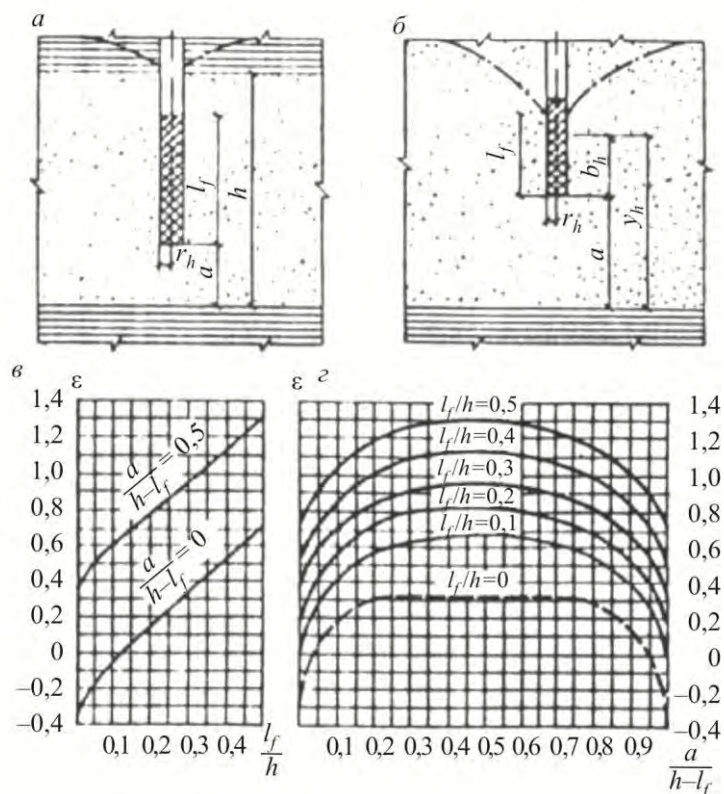 а
l_f
h
r_h
a
б
l_f
b_h
y_h
r_h
a
в
ε
1,4
1,2
1,0
0,8
0,6
0,4
0,2
0
–0,2
–0,4
a/(h–l_f) = 0,5
a/(h–l_f) = 0
0,1 0,2 0,3 0,4 l_f/h
ε г
l_f/h=0,5
l_f/h=0,4
l_f/h=0,3
l_f/h=0,2
l_f/h=0,1
l_f/h=0
1,4
1,2
1,0
0,8
0,6
0,4
0,2
0
–0,2
–0,4
0,1 0,2 0,3 0,4 0,5 0,6 0,7 0,8 0,9 a/(h–l_f)